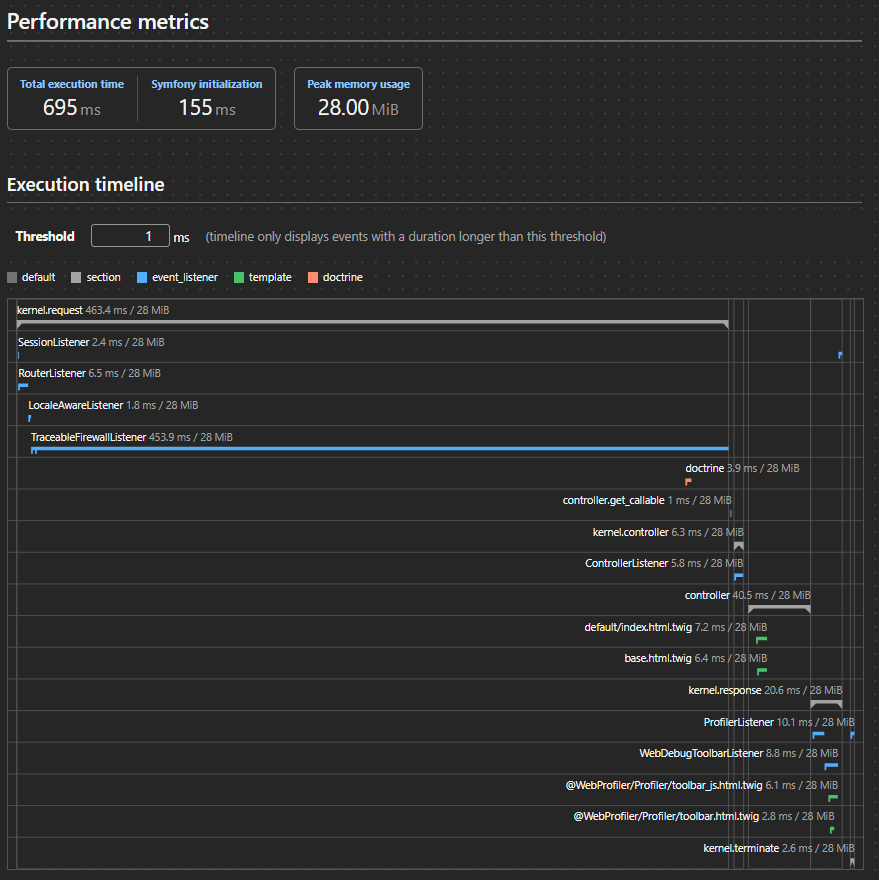 Performance metrics
Total execution time
695 ms
Symfony initialization
155 ms
Peak memory usage
28.00 MiB
Execution timeline
Threshold 1 ms (timeline only displays events with a duration longer than this threshold)
default section event_listener template doctrine
kernel.request 463.4 ms / 28 MiB
SessionListener 2.4 ms / 28 MiB
RouterListener 6.5 ms / 28 MiB
LocaleAwareListener 1.8 ms / 28 MiB
TraceableFirewallListener 453.9 ms / 28 MiB
doctrine 3.9 ms / 28 MiB
controller.get_callable 1 ms / 28 MiB
kernel.controller 6.3 ms / 28 MiB
ControllerListener 5.8 ms / 28 MiB
controller 40.5 ms / 28 MiB
default/index.html.twig 7.2 ms / 28 MiB
base.html.twig 6.4 ms / 28 MiB
kernel.response 20.6 ms / 28 MiB
ProfilerListener 10.1 ms / 28 MiB
WebDebugToolbarListener 8.8 ms / 28 MiB
@WebProfiler/Profiler/toolbar_js.html.twig 6.1 ms / 28 MiB
@WebProfiler/Profiler/toolbar.html.twig 2.8 ms / 28 MiB
kernel.terminate 2.6 ms / 28 MiB